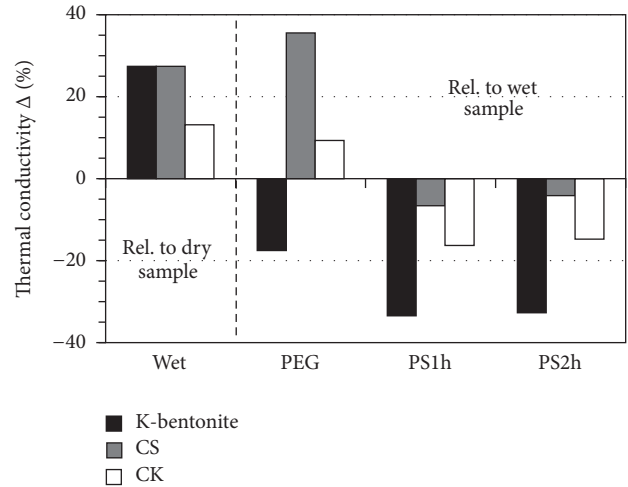 40
20
0
−20
−40
Thermal conductivity Δ (%)
Rel. to wet
sample
Rel. to dry
sample
Wet
PEG
PS1h
PS2h
K-bentonite
CS
CK